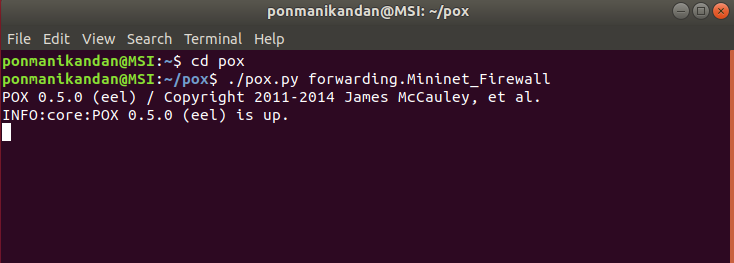 ponmanikandan@MSI: ~/pox
File Edit View Search Terminal Help
ponmanikandan@MSI:~$ cd pox
ponmanikandan@MSI:~/pox$ ./pox.py forwarding.Mininet_Firewall
POX 0.5.0 (eel) / Copyright 2011-2014 James McCauley, et al.
INFO:core:POX 0.5.0 (eel) is up.